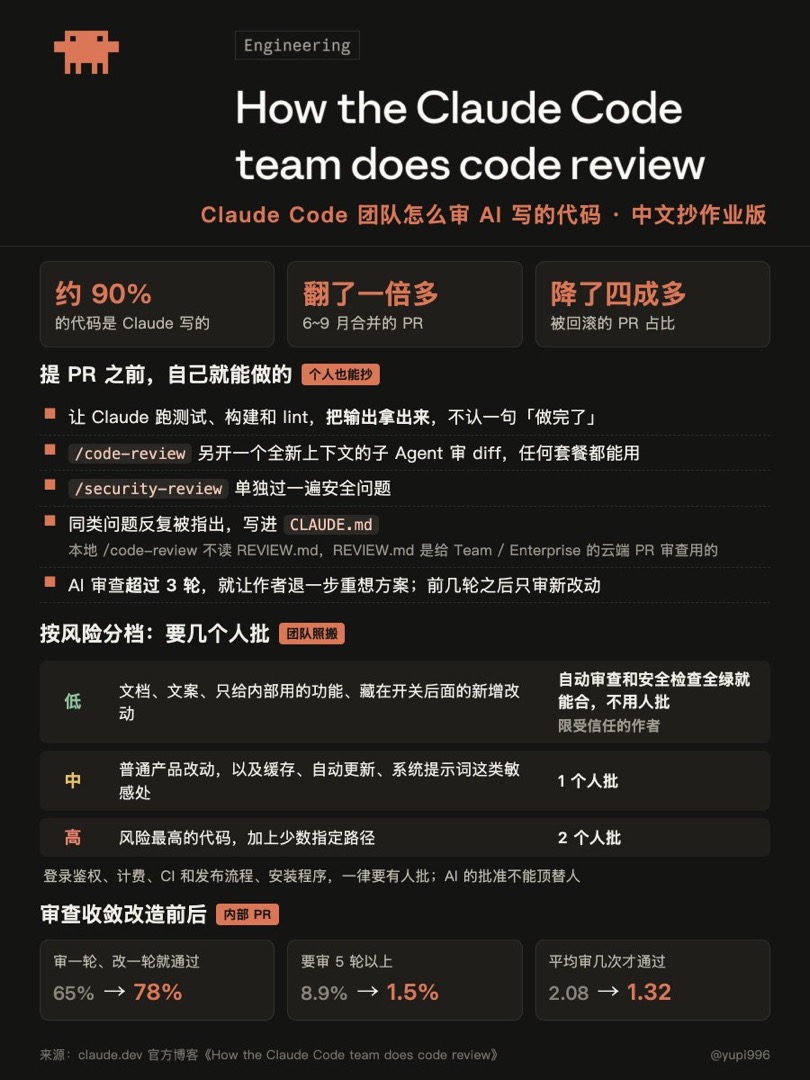 Engineering
How the Claude Code
team does code review
Claude Code 团队怎么审 AI 写的代码 · 中文抄作业版
约 90%
的代码是 Claude 写的
翻了一倍多
6~9 月合并的 PR
降了四成多
被回滚的 PR 占比
提 PR 之前，自己就能做的 个人也能抄
让 Claude 跑测试、构建和 lint，把输出拿出来，不认一句「做完了」
/code-review 另开一个全新上下文的子 Agent 审 diff，任何套餐都能用
/security-review 单独过一遍安全问题
同类问题反复被指出，写进 CLAUDE.md
本地 /code-review 不读 REVIEW.md，REVIEW.md 是给 Team / Enterprise 的云端 PR 审查用的
AI 审查超过 3 轮，就让作者退一步重想方案；前几轮之后只审新改动
按风险分档：要几个人批 团队照搬
低
文档、文案、只给内部用的功能、藏在开关后面的新增改
动
自动审查和安全检查全绿就
能合，不用人批
限受信任的作者
中
普通产品改动，以及缓存、自动更新、系统提示词这类敏
感处
1 个人批
高
风险最高的代码，加上少数指定路径
2 个人批
登录鉴权、计费、CI 和发布流程、安装程序，一律要有人批；AI 的批准不能顶替人
审查收敛改造前后 内部 PR
审一轮、改一轮就通过
65% → 78%
要审 5 轮以上
8.9% → 1.5%
平均审几次才通过
2.08 → 1.32
来源：claude.dev 官方博客《How the Claude Code team does code review》
@yupi996